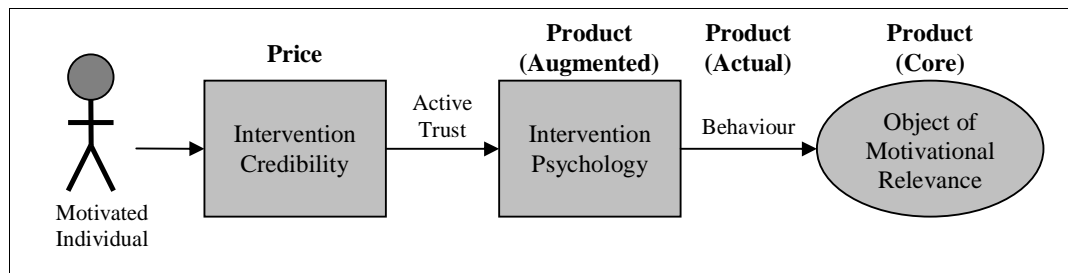 Price
Product
(Augmented)
Product
(Actual)
Product
(Core)
Motivated
Individual
Intervention
Credibility
Active
Trust
Intervention
Psychology
Behaviour
Object of
Motivational
Relevance